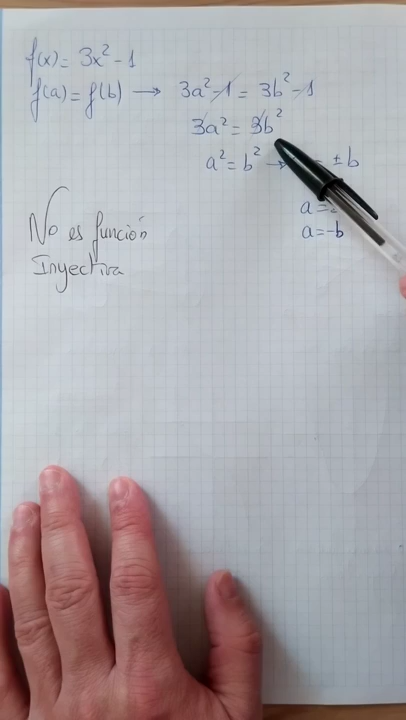 f(x) = 3x² - 1
f(a) = f(b) → 3a² - 1 = 3b² - 1
3a² = 3b²
a² = b² → = ± b
a =
a = -b
No es función
Inyectiva